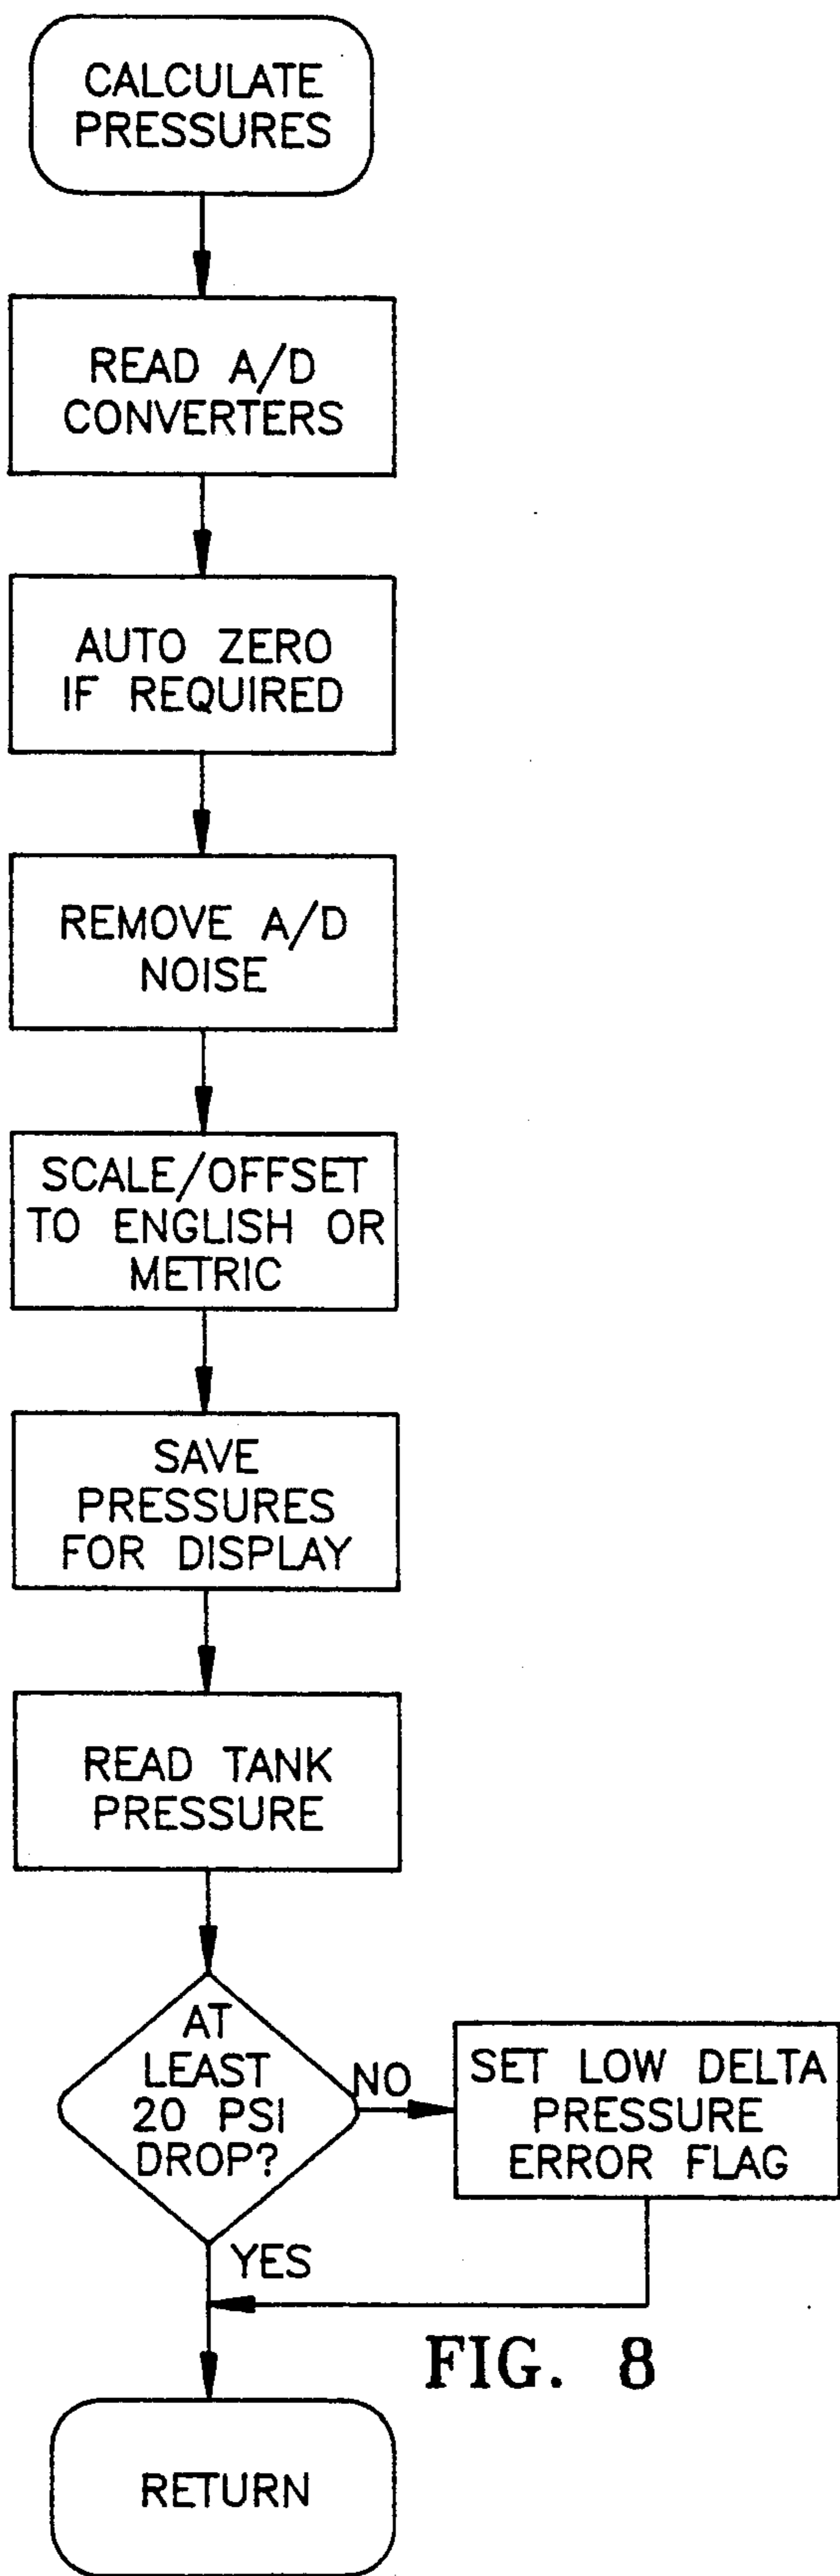 CALCULATE
PRESSURES
READ A/D
CONVERTERS
AUTO ZERO
IF REQUIRED
REMOVE A/D
NOISE
SCALE/OFFSET
TO ENGLISH OR
METRIC
SAVE
PRESSURES
FOR DISPLAY
READ TANK
PRESSURE
AT
LEAST
20 PSI
DROP?
NO
SET LOW DELTA
PRESSURE
ERROR FLAG
YES
FIG. 8
RETURN